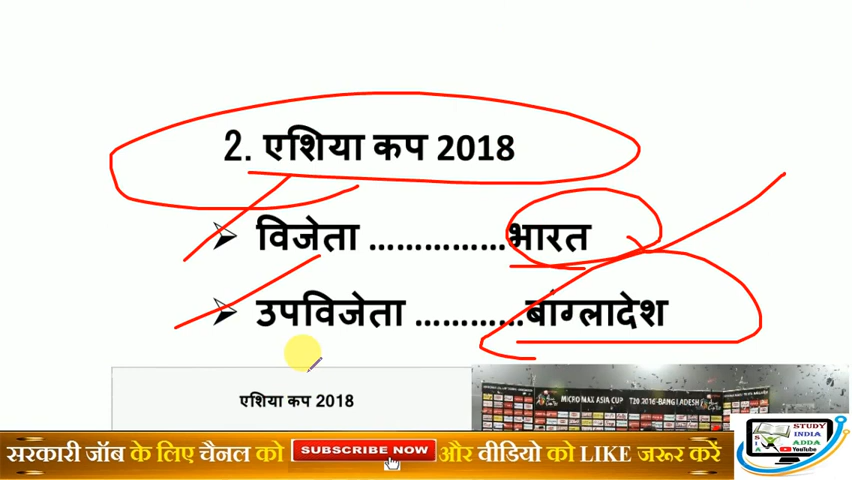 2. एशिया कप 2018
विजेता ...............भारत
उपविजेता ............बांग्लादेश
एशिया कप 2018
MICROMAX ASIA CUP T20 2016-BANGLADESH
सरकारी जॉब के लिए चैनल को SUBSCRIBE NOW और वीडियो को LIKE जरूर करें
STUDY
INDIA
ADDA
YouTube
SIA